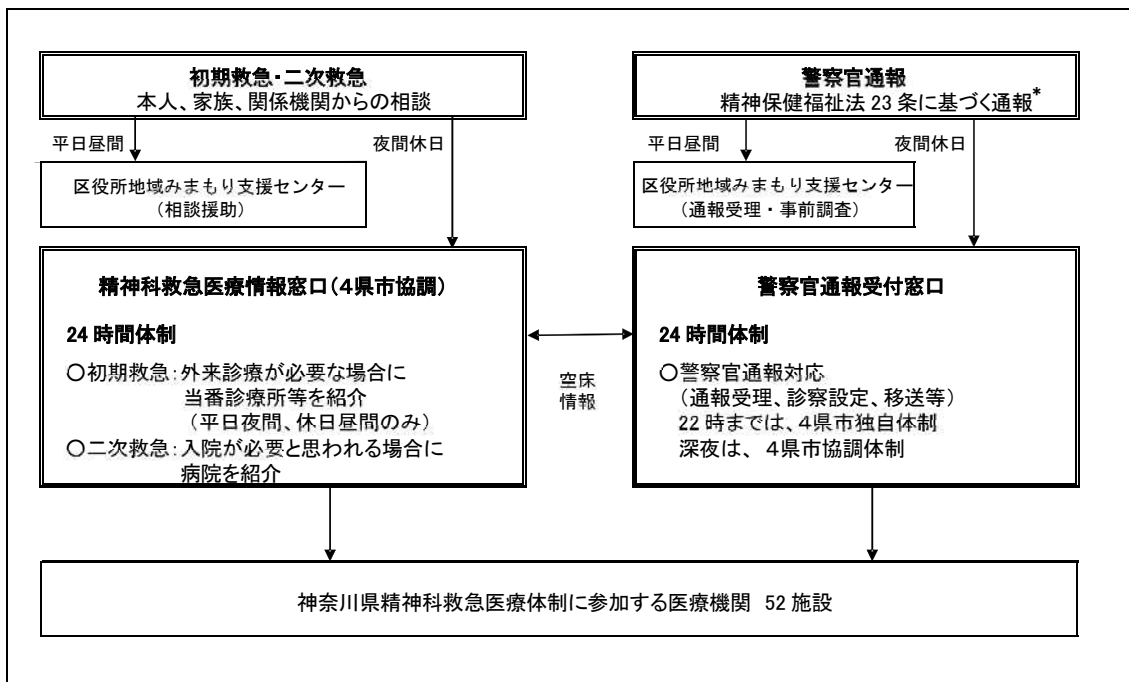 初期救急・二次救急
本人、家族、関係機関からの相談
平日昼間
夜間休日
区役所地域みまもり支援センター
(相談援助)
精神科救急医療情報窓口(4県市協調)
24時間体制
○初期救急:外来診療が必要な場合に
当番診療所等を紹介
(平日夜間、休日昼間のみ)
○二次救急:入院が必要と思われる場合に
病院を紹介
警察官通報
精神保健福祉法23条に基づく通報*
平日昼間
夜間休日
区役所地域みまもり支援センター
(通報受理・事前調査)
警察官通報受付窓口
24時間体制
○警察官通報対応
(通報受理、診察設定、移送等)
22時までは、4県市独自体制
深夜は、4県市協調体制
空床
情報
神奈川県精神科救急医療体制に参加する医療機関 52施設